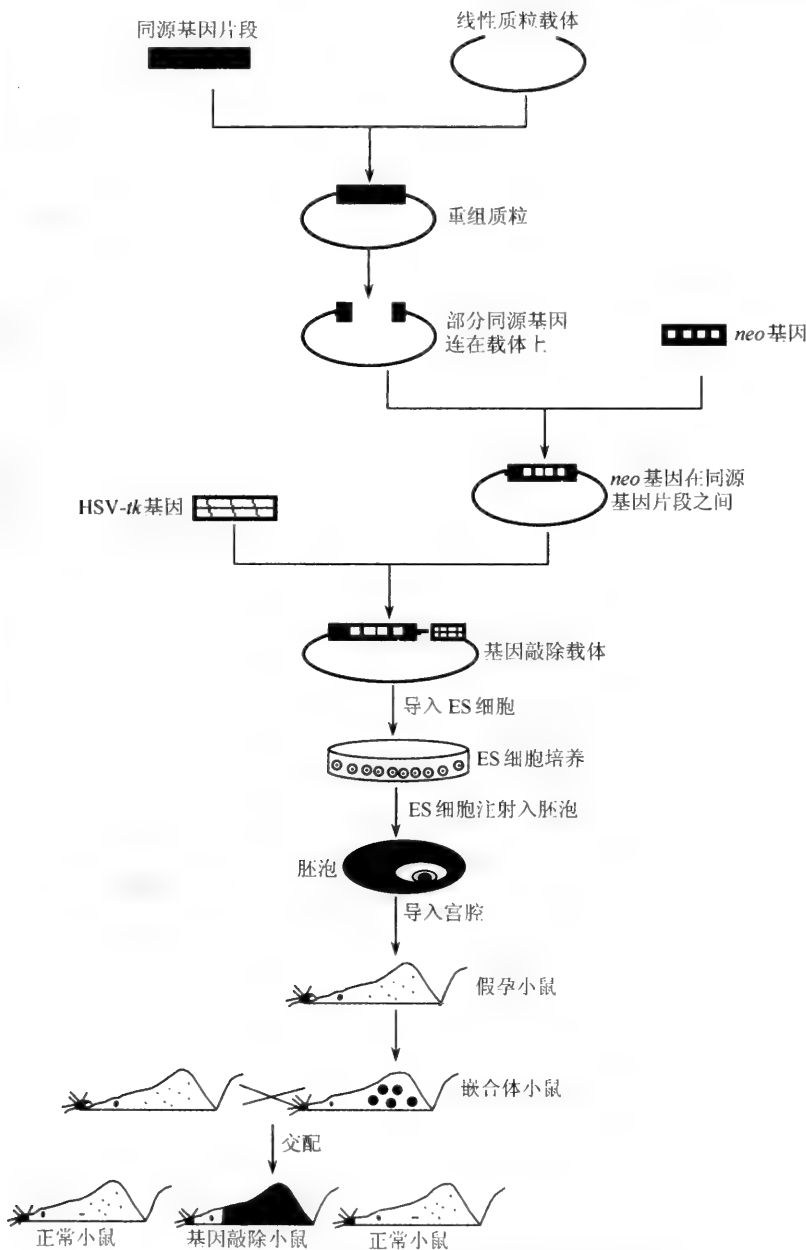 同源基因片段
线性质粒载体
重组质粒
部分同源基因
连在载体上
neo基因
HSV-tk基因
neo基因在同源
基因片段之间
基因敲除载体
导入ES细胞
ES细胞培养
ES细胞注射入胚泡
胚泡
导入宫腔
假孕小鼠
嵌合体小鼠
交配
正常小鼠
基因敲除小鼠
正常小鼠